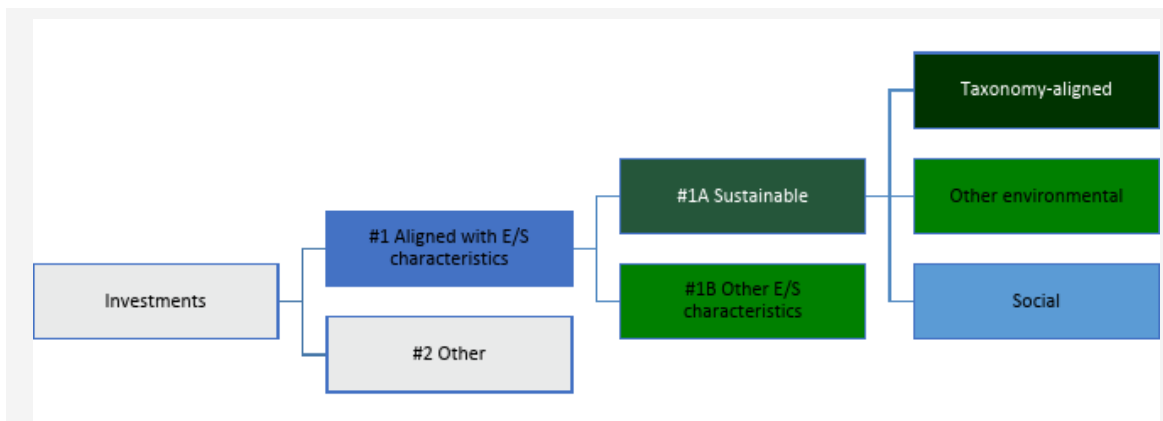 Investments
#1 Aligned with E/S
characteristics
#2 Other
#1A Sustainable
#1B Other E/S
characteristics
Taxonomy-aligned
Other environmental
Social